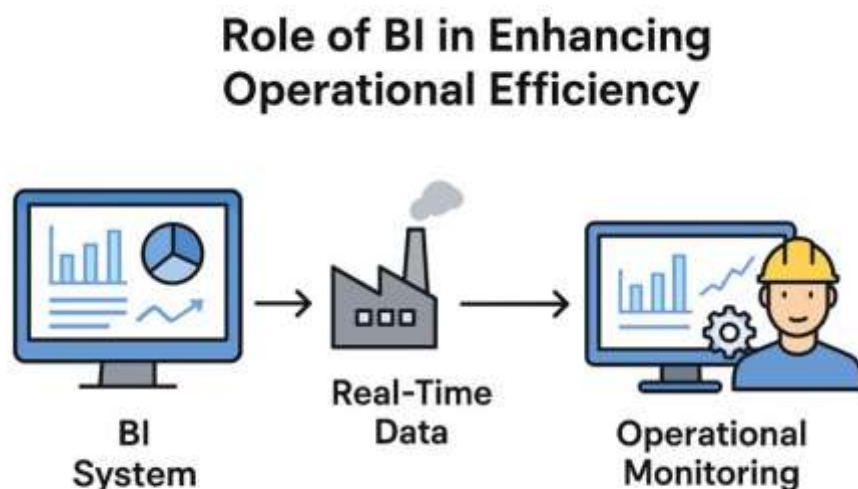 Role of BI in Enhancing
Operational Efficiency
BI
System
Real-Time
Data
Operational
Monitoring